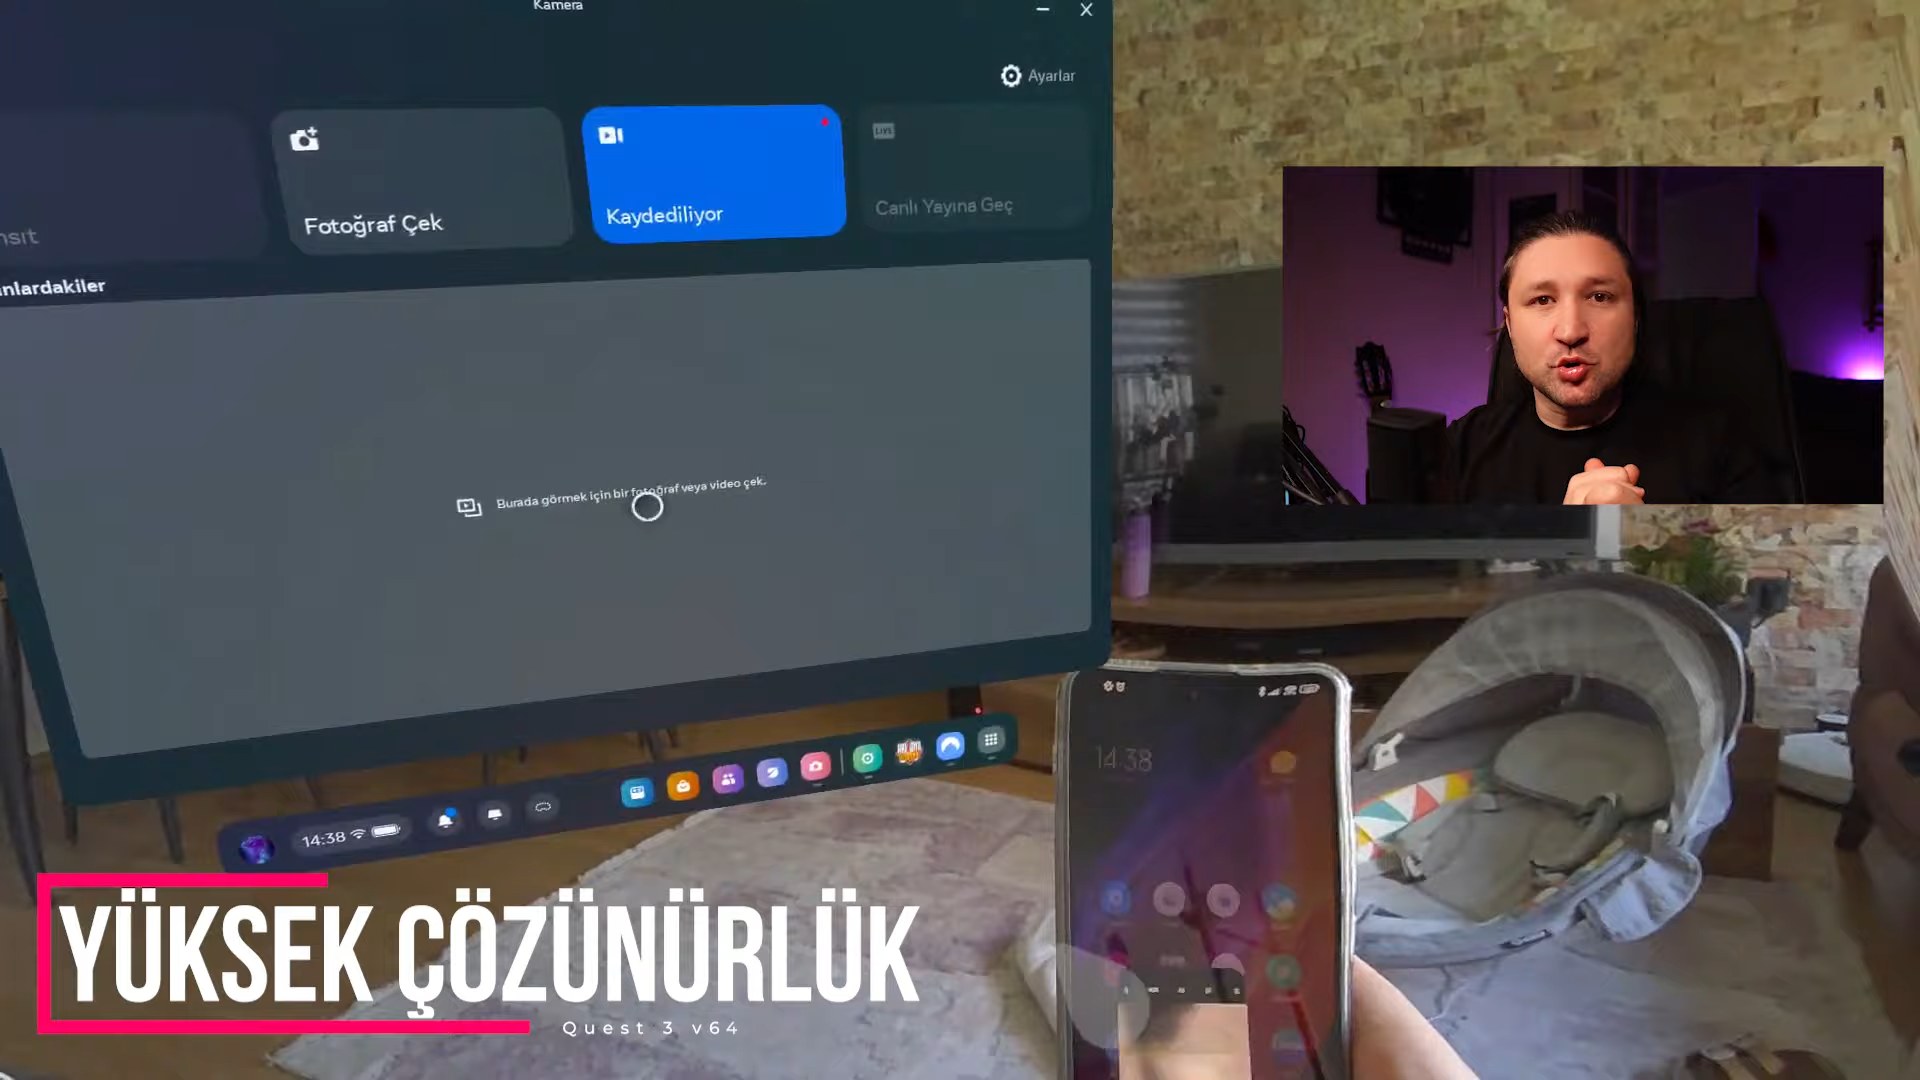 Kamera
Ayarlar
Fotoğraf Çek
Kaydediliyor
LIVE
Canlı Yayına Geç
nsıt
nlardakiler
Burada görmek için bir fotoğraf veya video çek.
14:38
14:38
YÜKSEK ÇÖZÜNÜRLÜK
Quest 3 v64